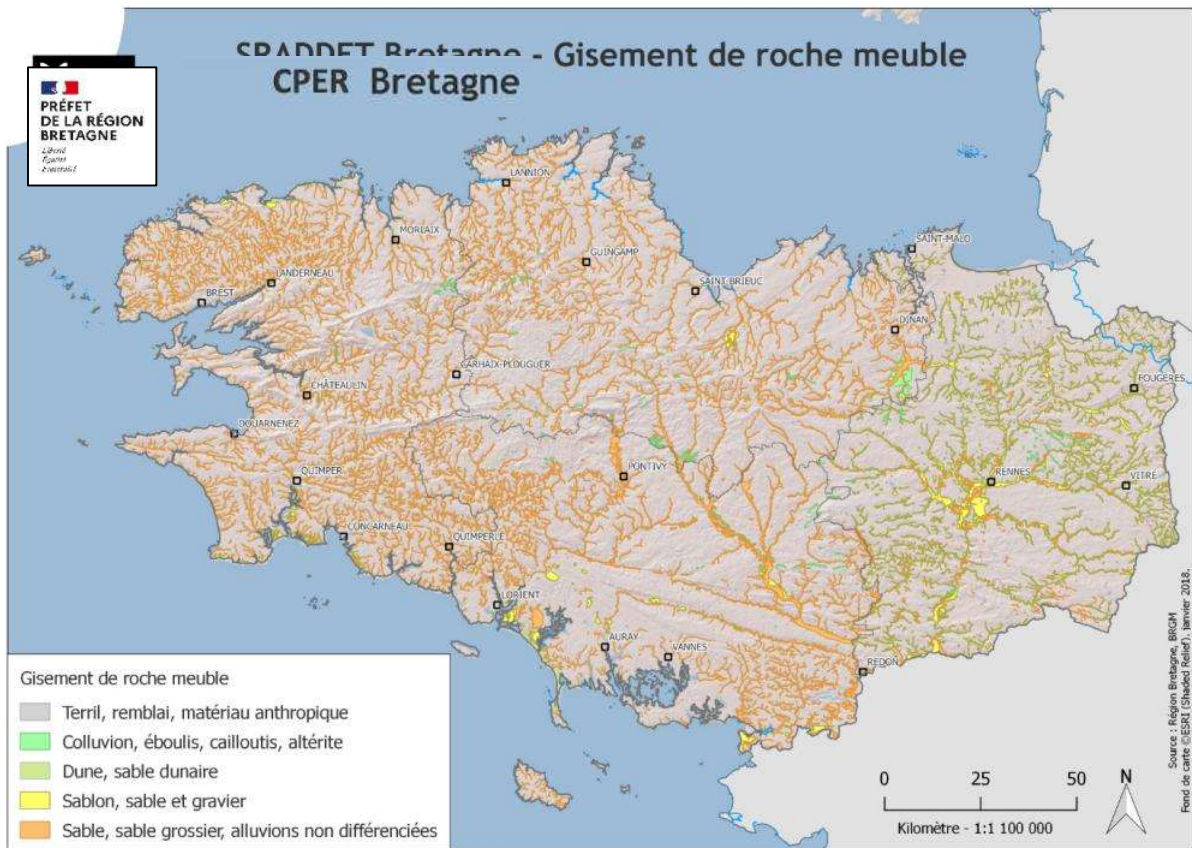 SRADDET Bretagne - Gisement de roche meuble
CPER Bretagne
PRÉFET
DE LA RÉGION
BRETAGNE
Liberté
Égalité
Fraternité
LANNION
MORLAIX
GUINGAMP
SAINT-MALO
LANDERNEAU
SAINT-BRIEUC
BREST
DINAN
CARHAIX-PLOUGUER
FOUGÈRES
CHÂTEAULIN
DOUARNENEZ
QUIMPER
PONTIVY
RENNES
VITRÉ
CONCARNEAU
QUIMPERLÉ
LORIENT
AURAY
VANNES
REDON
Gisement de roche meuble
Terril, remblai, matériau anthropique
Colluvion, éboulis, cailloutis, altérite
Dune, sable dunaire
Sablon, sable et gravier
Sable, sable grossier, alluvions non différenciées
0 25 50
Kilomètre - 1:1 100 000
N
Source : Région Bretagne, BRGM
Fond de carte ©ESRI (Shaded Relief), janvier 2018.